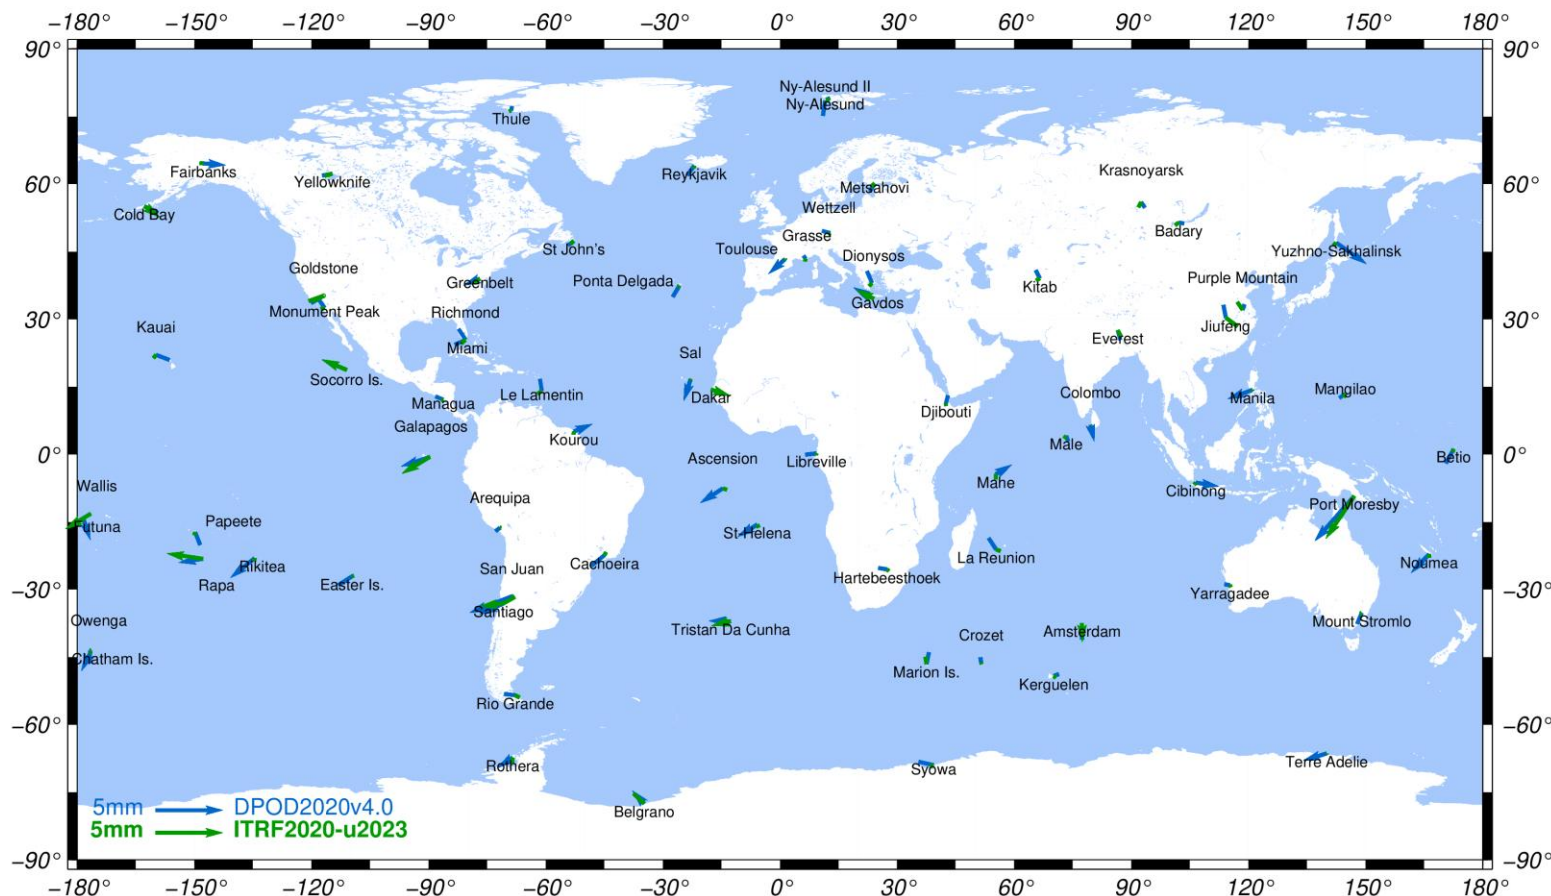 −180° −150° −120° −90° −60° −30° 0° 30° 60° 90° 120° 150° 180°
90° 90°
Ny-Alesund II
Ny-Alesund
Thule
Fairbanks
Yellowknife
Reykjavik
Krasnoyarsk
60° 60°
Metsahovi
Cold Bay
Wettzell
Badary
St John's
Toulouse
Grasse
Dionysos
Yuzhno-Sakhalinsk
Goldstone
Greenbelt
Ponta Delgada
Kitab
Purple Mountain
Gavdos
Monument Peak
Richmond
30° 30°
Kauai
Jiufeng
Miami
Everest
Sal
Socorro Is.
Le Lamentin
Dakar
Colombo
Mangilao
Managua
Djibouti
Manila
Galapagos
Kourou
Male
0° 0°
Ascension
Libreville
Betio
Wallis
Mahe
Cibinong
Arequipa
Port Moresby
Futuna
Papeete
St-Helena
La Reunion
Rikitea
Cachoeira
Noumea
Rapa
Easter Is.
San Juan
Hartebeesthoek
−30° −30°
Yarragadee
Santiago
Owenga
Tristan Da Cunha
Crozet
Amsterdam
Mount Stromlo
Chatham Is.
Marion Is.
Kerguelen
Rio Grande
−60° −60°
Rothera
Syowa
Terre Adelie
5mm DPOD2020v4.0
Belgrano
5mm ITRF2020-u2023
−90° −90°
−180° −150° −120° −90° −60° −30° 0° 30° 60° 90° 120° 150° 180°